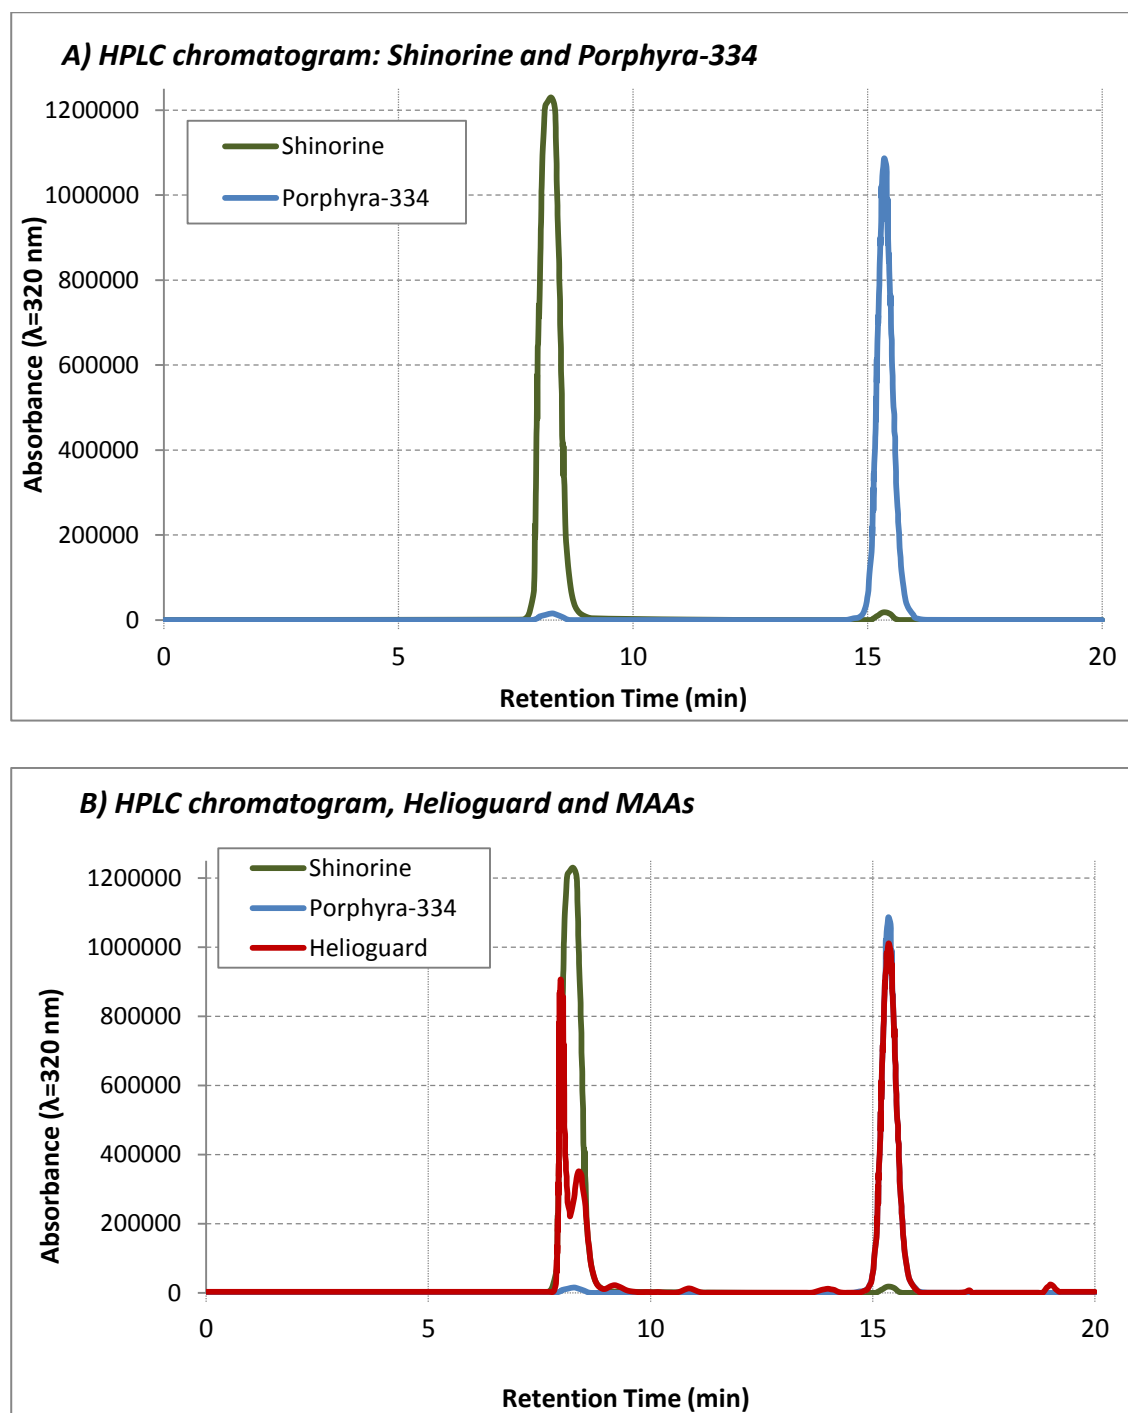 A) HPLC chromatogram: Shinorine and Porphyra-334
Shinorine
Porphyra-334
Absorbance (λ=320 nm)
1200000
1000000
800000
600000
400000
200000
0
0 5 10 15 20
Retention Time (min)
B) HPLC chromatogram, Helioguard and MAAs
Shinorine
Porphyra-334
Helioguard
Absorbance (λ=320 nm)
1200000
1000000
800000
600000
400000
200000
0
0 5 10 15 20
Retention Time (min)